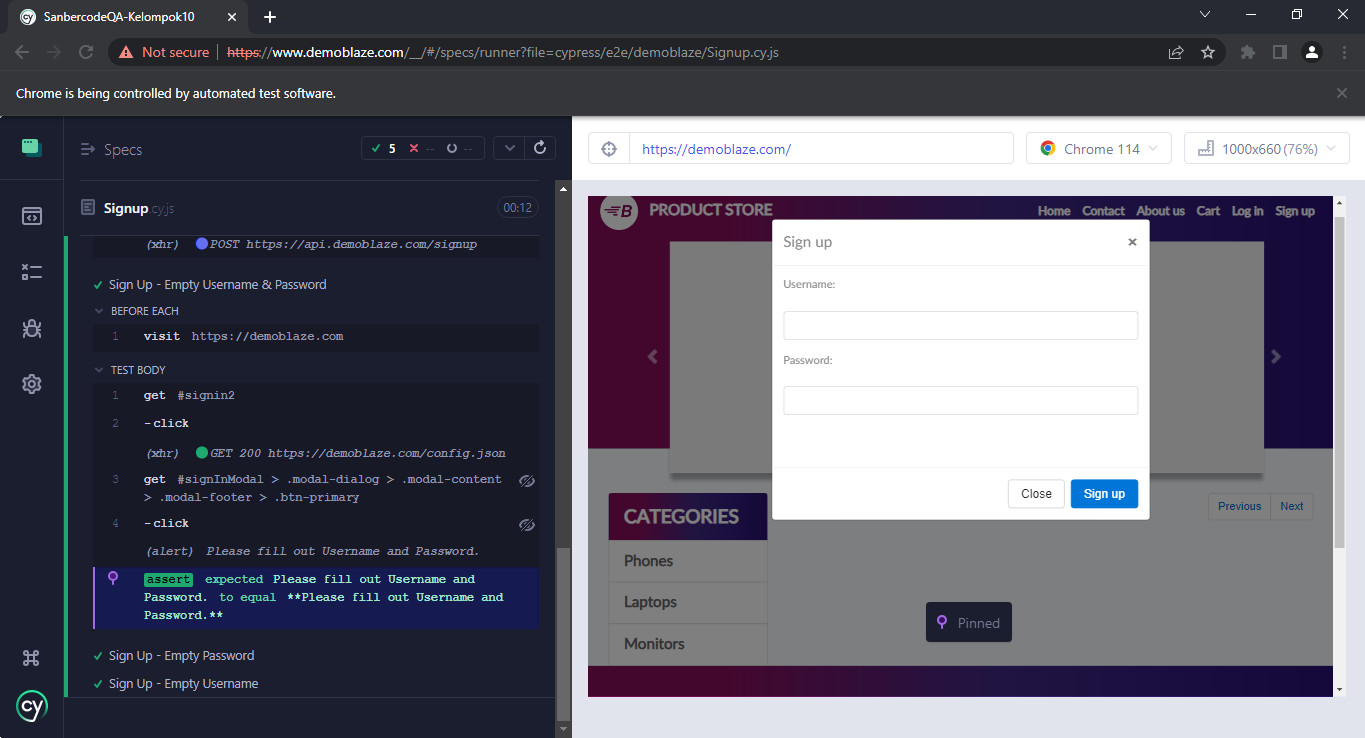 SanbercodeQA-Kelompok10
Not secure https://www.demoblaze.com/__/#/specs/runner?file=cypress/e2e/demoblaze/Signup.cy.js
Chrome is being controlled by automated test software.
Specs
5 -- --
Signup.cy.js 00:12
(xhr) POST https://api.demoblaze.com/signup
Sign Up - Empty Username & Password
BEFORE EACH
1 visit https://demoblaze.com
TEST BODY
1 get #signin2
2 -click
(xhr) GET 200 https://demoblaze.com/config.json
3 get #signInModal > .modal-dialog > .modal-content
> .modal-footer > .btn-primary
4 -click
(alert) Please fill out Username and Password.
assert expected Please fill out Username and
Password. to equal **Please fill out Username and
Password.**
Sign Up - Empty Password
Sign Up - Empty Username
cy
https://demoblaze.com/
Chrome 114
1000x660 (76%)
B PRODUCT STORE
Home Contact About us Cart Log in Sign up
Sign up ×
Username:
Password:
Close Sign up
CATEGORIES
Phones
Laptops
Monitors
Previous Next
Pinned